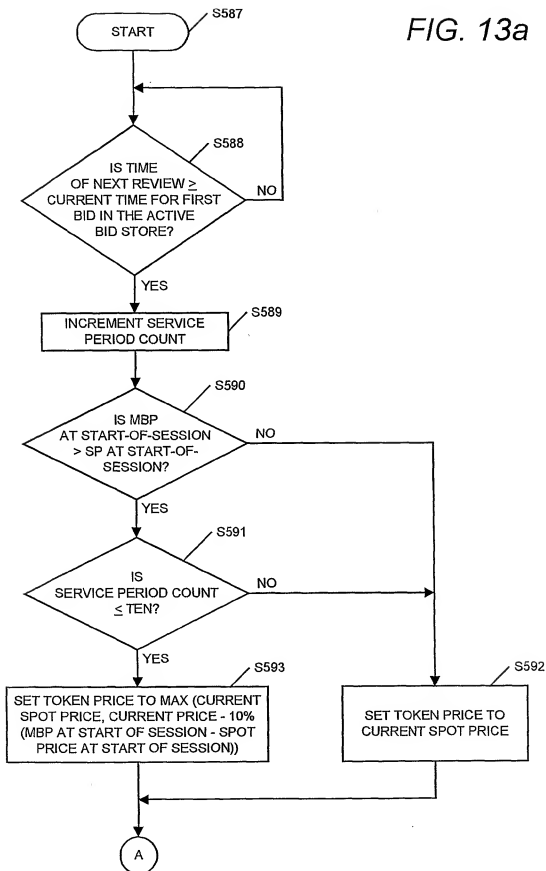 S587
START
FIG. 13a
S588
IS TIME
OF NEXT REVIEW ≥
CURRENT TIME FOR FIRST
BID IN THE ACTIVE
BID STORE?
NO
YES
S589
INCREMENT SERVICE
PERIOD COUNT
S590
IS MBP
AT START-OF-SESSION
> SP AT START-OF-
SESSION?
NO
YES
S591
IS
SERVICE PERIOD COUNT
≤ TEN?
NO
YES
S593
SET TOKEN PRICE TO MAX (CURRENT
SPOT PRICE, CURRENT PRICE - 10%
(MBP AT START OF SESSION - SPOT
PRICE AT START OF SESSION))
S592
SET TOKEN PRICE TO
CURRENT SPOT PRICE
A